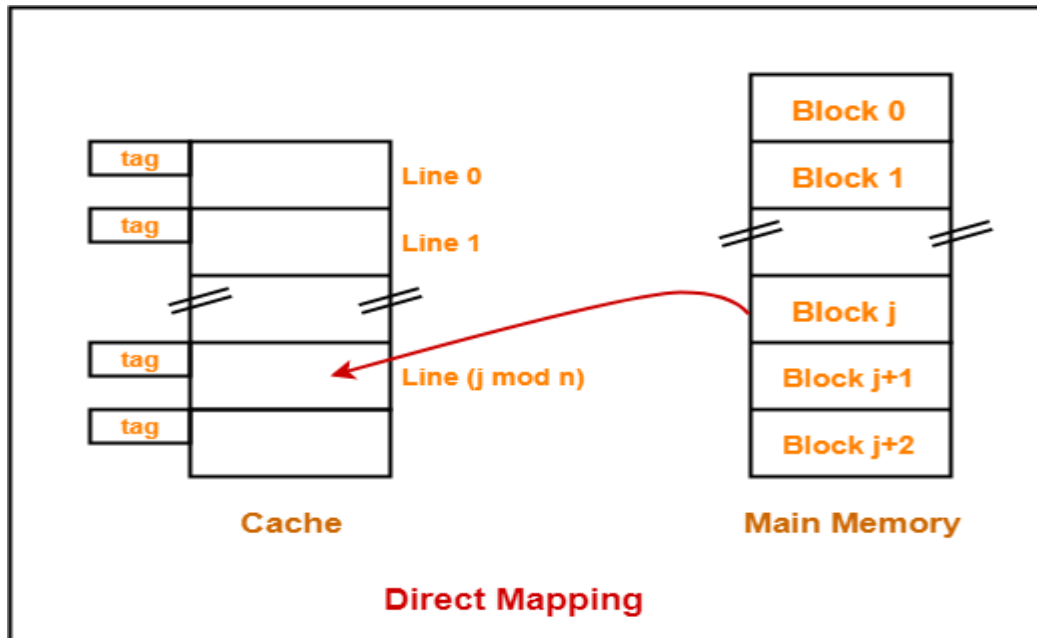 tag
Line 0
tag
Line 1
tag
Line (j mod n)
tag
Cache
Block 0
Block 1
Block j
Block j+1
Block j+2
Main Memory
Direct Mapping